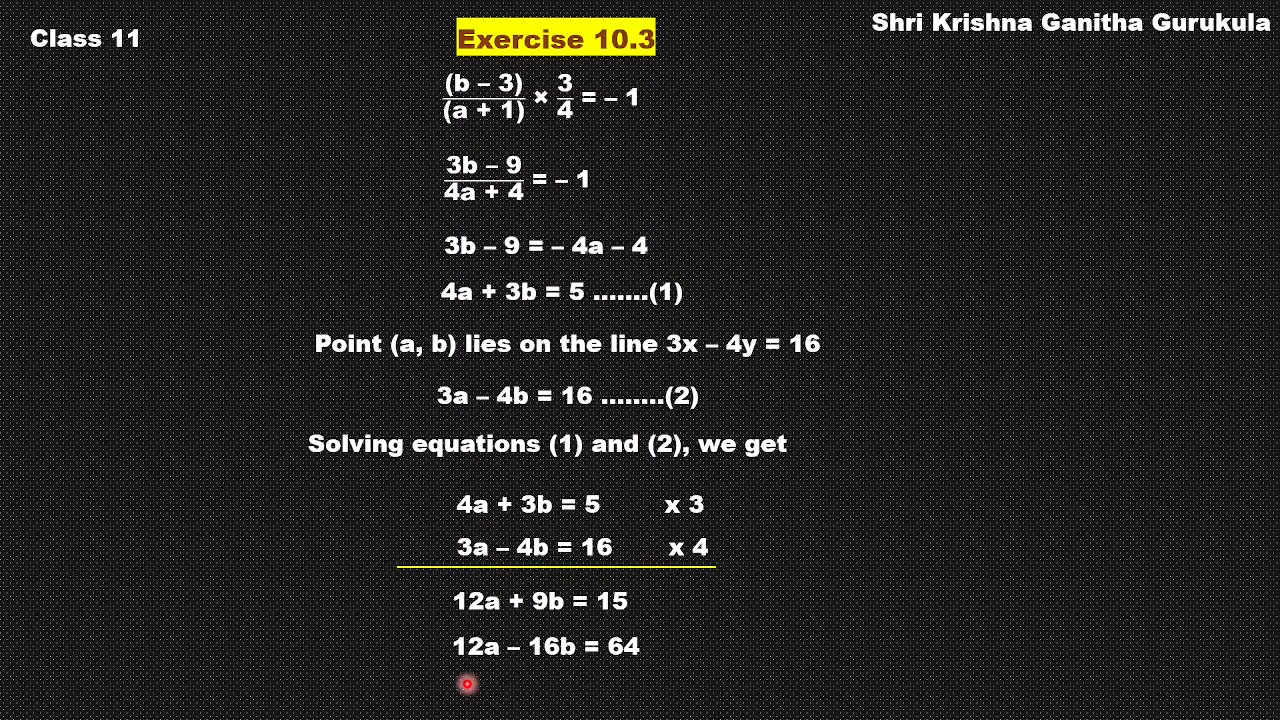 Class 11
Exercise 10.3
Shri Krishna Ganitha Gurukula
(b – 3)/(a + 1) × 3/4 = – 1
3b – 9/4a + 4 = – 1
3b – 9 = – 4a – 4
4a + 3b = 5 .......(1)
Point (a, b) lies on the line 3x – 4y = 16
3a – 4b = 16 ........(2)
Solving equations (1) and (2), we get
4a + 3b = 5 x 3
3a – 4b = 16 x 4
12a + 9b = 15
12a – 16b = 64